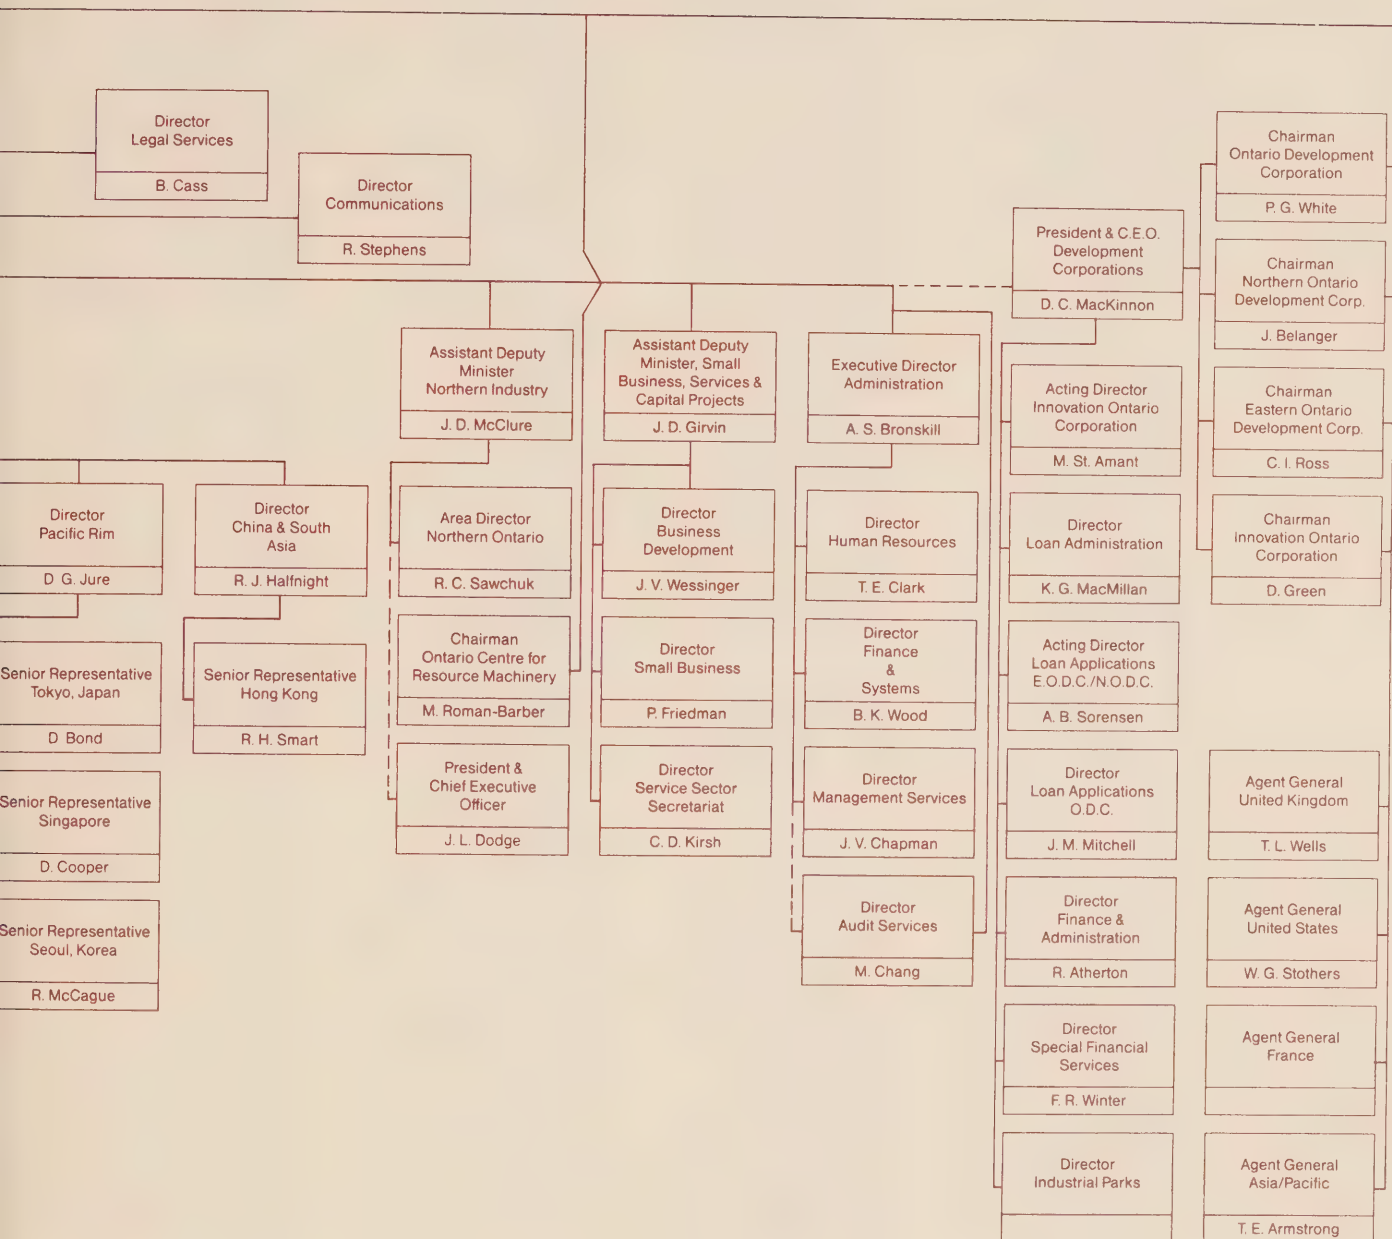 Director
Legal Services
B. Cass
Director
Communications
R. Stephens
Chairman
Ontario Development
Corporation
P. G. White
President & C.E.O.
Development
Corporations
D. C. MacKinnon
Chairman
Northern Ontario
Development Corp.
J. Belanger
Assistant Deputy
Minister
Northern Industry
J. D. McClure
Assistant Deputy
Minister, Small
Business, Services &
Capital Projects
J. D. Girvin
Executive Director
Administration
A. S. Bronskill
Acting Director
Innovation Ontario
Corporation
M. St. Amant
Chairman
Eastern Ontario
Development Corp.
C. I. Ross
Director
Pacific Rim
D G. Jure
Director
China & South
Asia
R. J. Halfnight
Area Director
Northern Ontario
R. C. Sawchuk
Director
Business
Development
J. V. Wessinger
Director
Human Resources
T. E. Clark
Director
Loan Administration
K. G. MacMillan
Chairman
Innovation Ontario
Corporation
D. Green
Senior Representative
Tokyo, Japan
D Bond
Senior Representative
Hong Kong
R. H. Smart
Chairman
Ontario Centre for
Resource Machinery
M. Roman-Barber
Director
Small Business
P. Friedman
Director
Finance
&
Systems
B. K. Wood
Acting Director
Loan Applications
E.O.D.C./N.O.D.C.
A. B. Sorensen
Senior Representative
Singapore
D. Cooper
President &
Chief Executive
Officer
J. L. Dodge
Director
Service Sector
Secretariat
C. D. Kirsh
Director
Management Services
J. V. Chapman
Director
Loan Applications
O.D.C.
J. M. Mitchell
Agent General
United Kingdom
T. L. Wells
Senior Representative
Seoul, Korea
R. McCague
Director
Audit Services
M. Chang
Director
Finance &
Administration
R. Atherton
Agent General
United States
W. G. Stothers
Director
Special Financial
Services
F. R. Winter
Agent General
France
Director
Industrial Parks
Agent General
Asia/Pacific
T. E. Armstrong